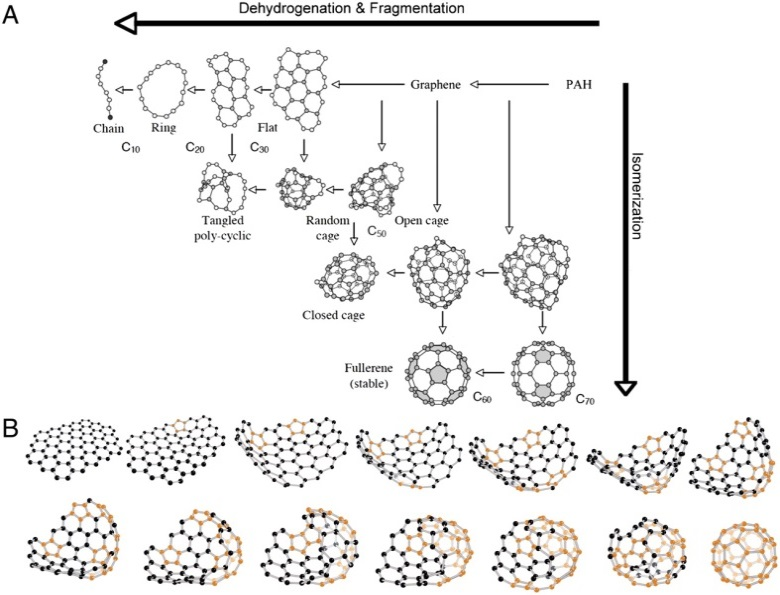 A
Dehydrogenation & Fragmentation
Graphene
PAH
Chain
Ring
Flat
C10
C20
C30
Isomerization
Tangled
poly-cyclic
Random
cage
C50
Open cage
Closed cage
Fullerene
(stable)
C60
C70
B